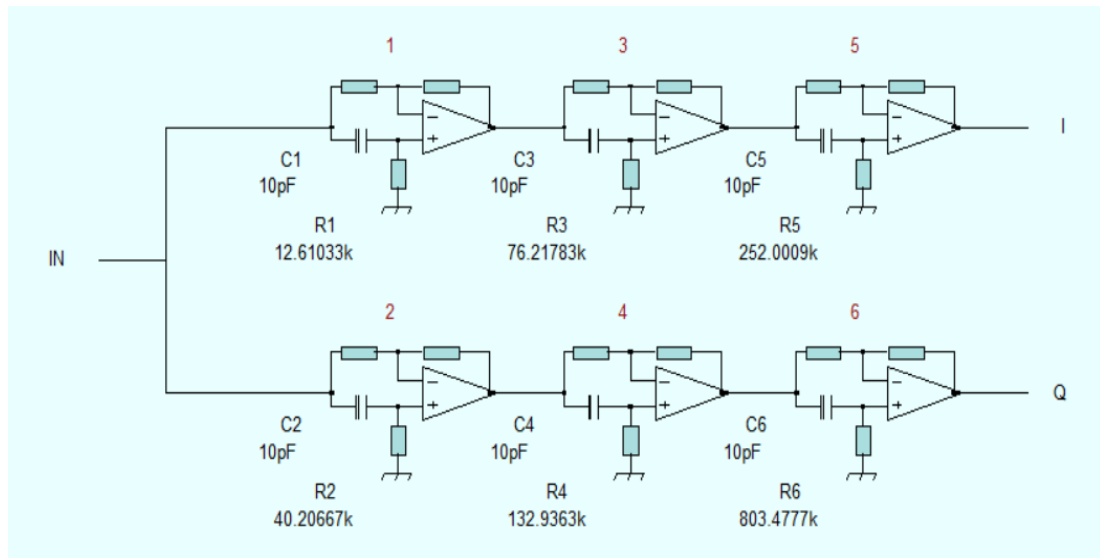 1
3
5
I
C1
10pF
C3
10pF
C5
10pF
R1
12.61033k
R3
76.21783k
R5
252.0009k
IN
2
4
6
Q
C2
10pF
C4
10pF
C6
10pF
R2
40.20667k
R4
132.9363k
R6
803.4777k